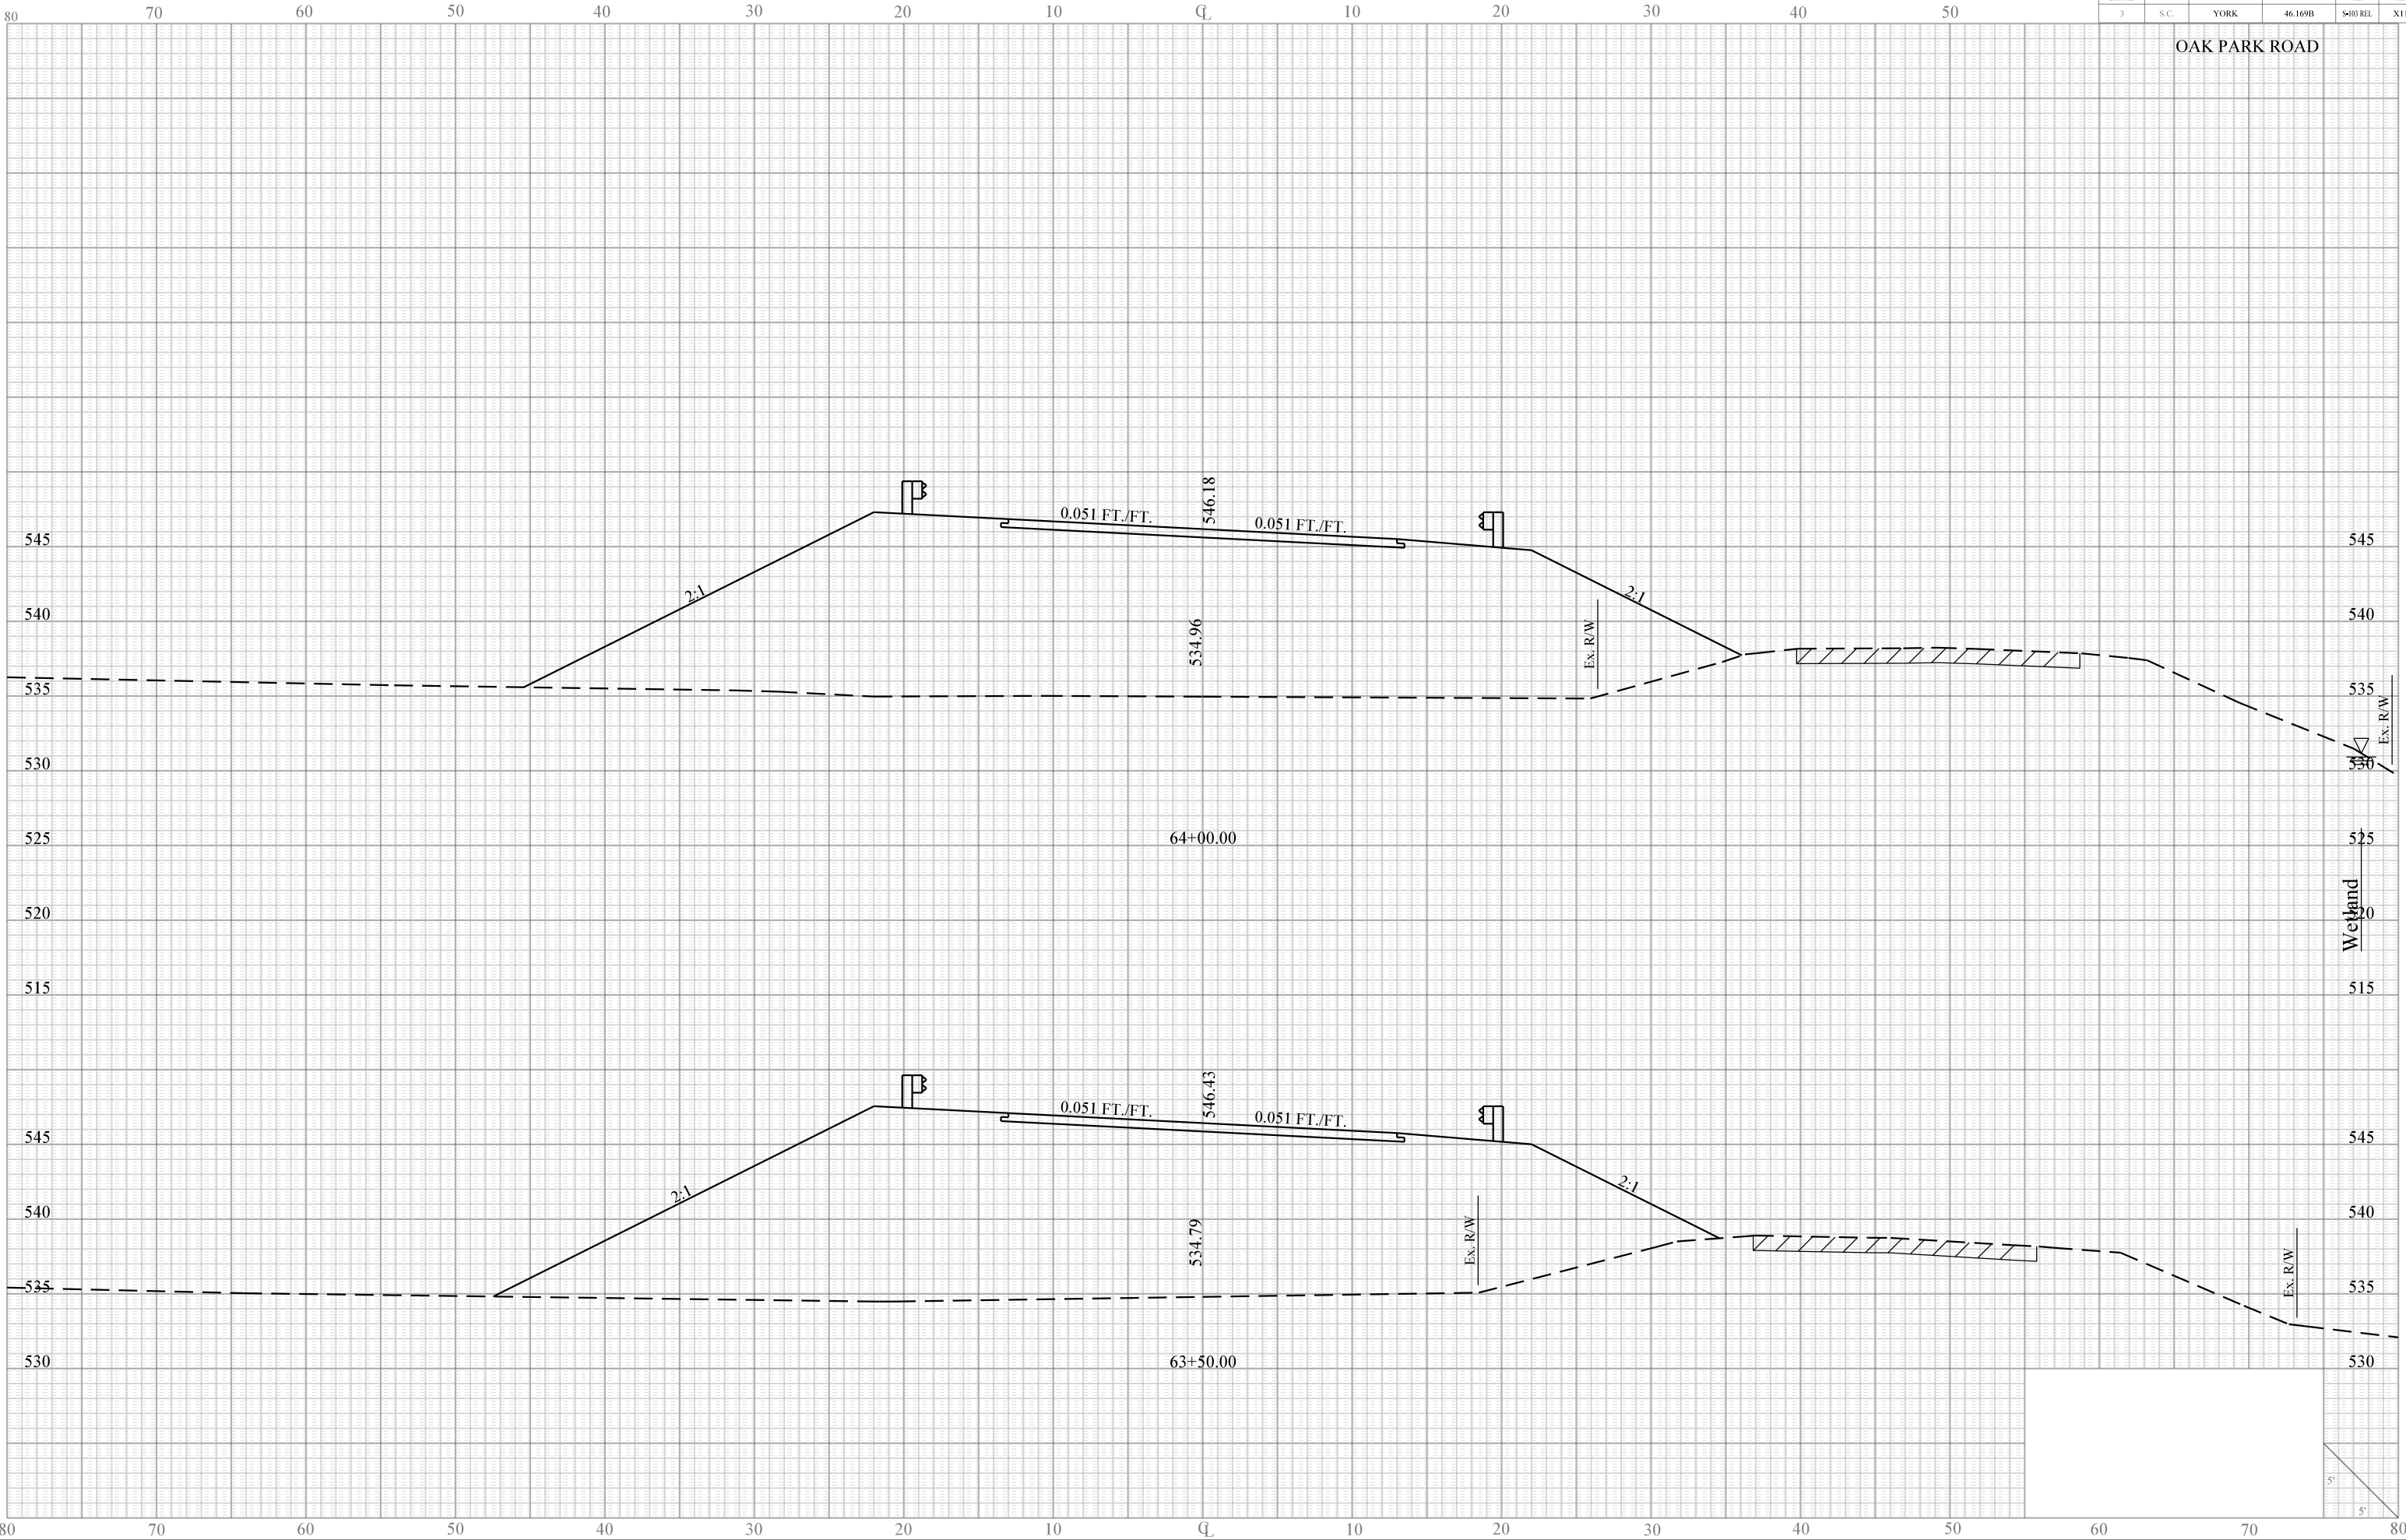 80 70 60 50 40 30 20 10 CL 10 20 30 40 50
3 S.C. YORK 46.169B S-103 REL
OAK PARK ROAD
546.18
0.051 FT./FT. 0.051 FT./FT.
545 545
2:1 2:1
540 540
534.96
Ex. R/W
535 535
Ex. R/W
530 530
525 64+00.00 525
520 520
Wetland
515 515
546.43
0.051 FT./FT. 0.051 FT./FT.
545 545
2:1 2:1
540 540
534.79
Ex. R/W
Ex. R/W
535 535
530 63+50.00 530
5'
5'
80 70 60 50 40 30 20 10 CL 10 20 30 40 50 60 70 80